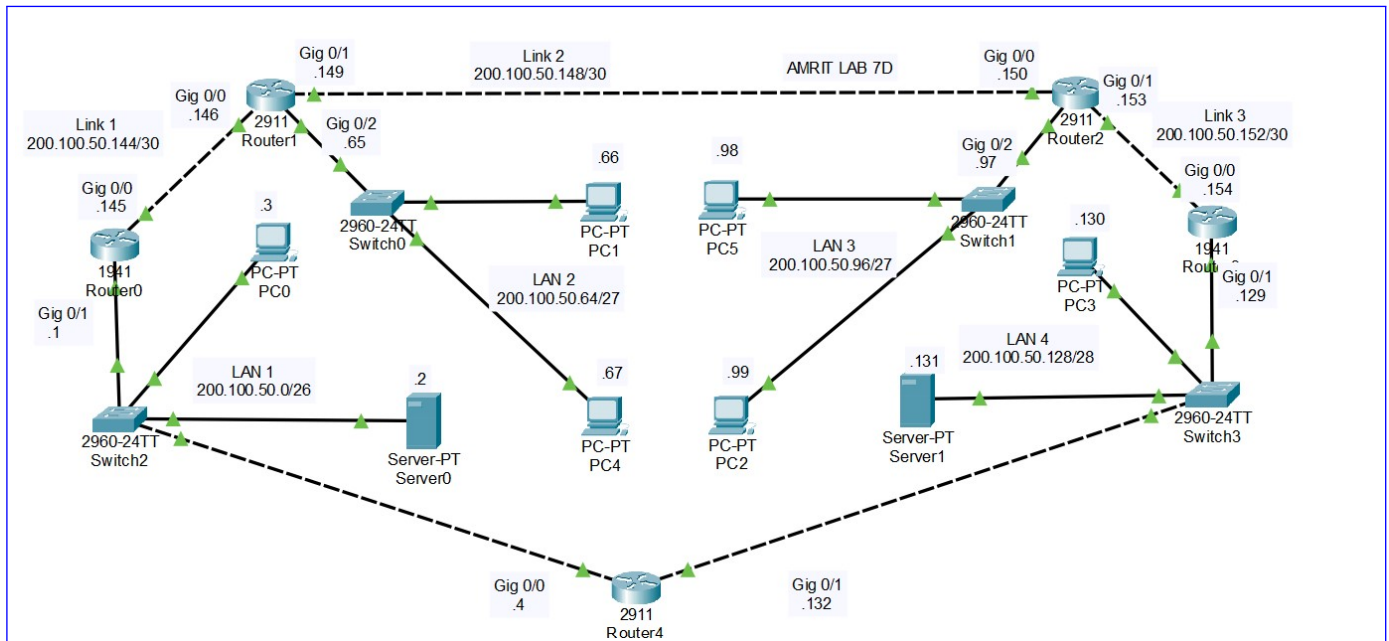 Gig 0/1
.149
Link 2
200.100.50.148/30
AMRIT LAB 7D
Gig 0/0
.150
Gig 0/1
.153
Gig 0/0
.146
2911
Router1
2911
Router2
Link 1
200.100.50.144/30
Link 3
200.100.50.152/30
Gig 0/2
.65
Gig 0/2
.97
.66
.98
Gig 0/0
.145
Gig 0/0
.154
.3
2960-24TT
Switch0
PC-PT
PC1
PC-PT
PC5
2960-24TT
Switch1
.130
1941
Router0
PC-PT
PC0
LAN 3
200.100.50.96/27
1941
Gig 0/1
.129
LAN 2
200.100.50.64/27
PC-PT
PC3
Gig 0/1
.1
LAN 4
200.100.50.128/28
LAN 1
200.100.50.0/26
.2
.67
.99
.131
2960-24TT
Switch2
Server-PT
Server0
PC-PT
PC4
PC-PT
PC2
Server-PT
Server1
2960-24TT
Switch3
Gig 0/0
.4
Gig 0/1
.132
2911
Router4